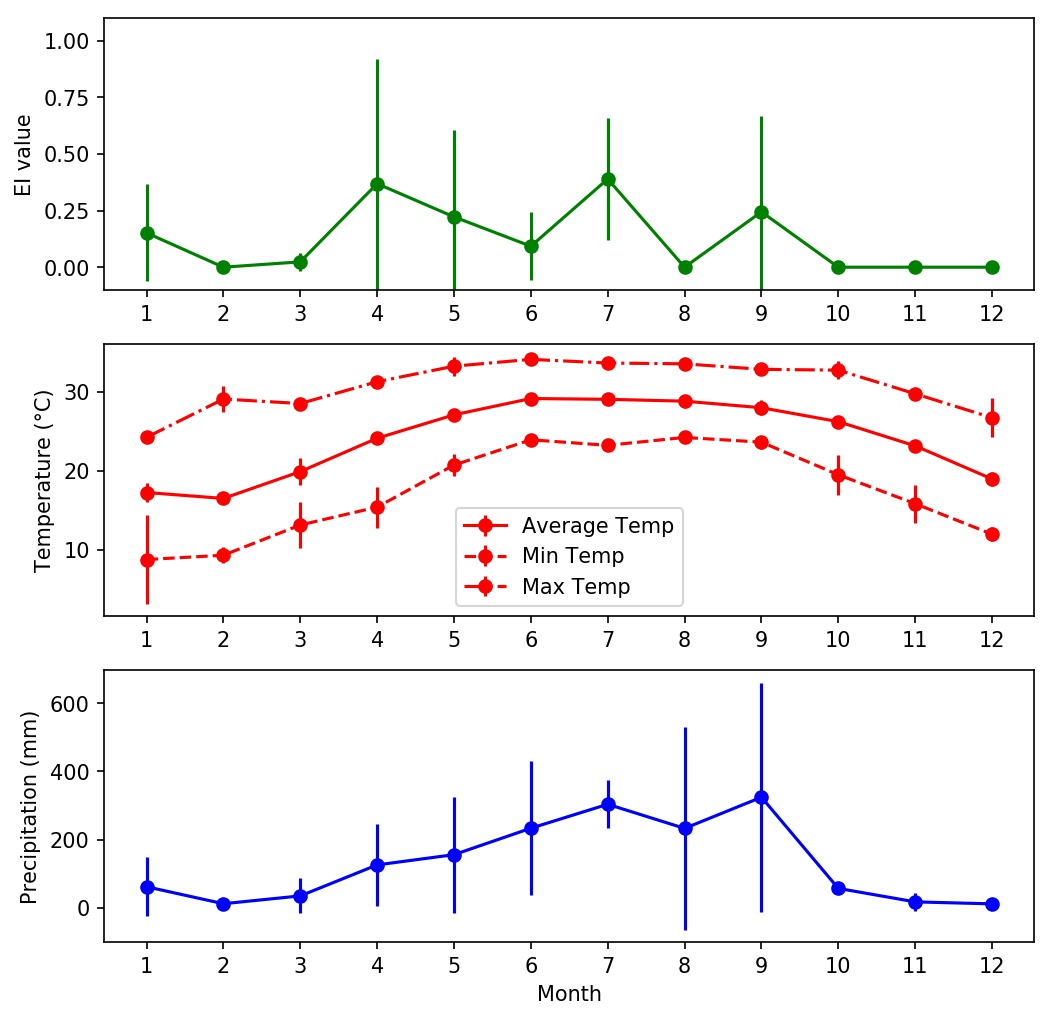 EI value
1.00
0.75
0.50
0.25
0.00
1 2 3 4 5 6 7 8 9 10 11 12
Temperature (°C)
30
20
10
Average Temp
Min Temp
Max Temp
1 2 3 4 5 6 7 8 9 10 11 12
Precipitation (mm)
600
400
200
0
1 2 3 4 5 6 7 8 9 10 11 12
Month